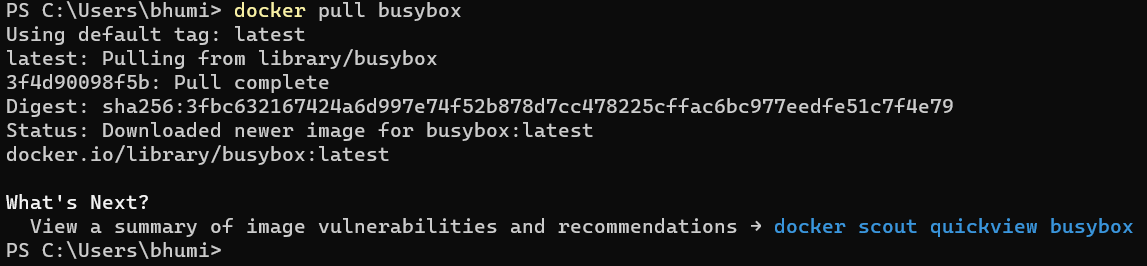 PS C:\Users\bhumi> docker pull busybox
Using default tag: latest
latest: Pulling from library/busybox
3f4d90098f5b: Pull complete
Digest: sha256:3fbc632167424a6d997e74f52b878d7cc478225cffac6bc977eedfe51c7f4e79
Status: Downloaded newer image for busybox:latest
docker.io/library/busybox:latest
What's Next?
View a summary of image vulnerabilities and recommendations → docker scout quickview busybox
PS C:\Users\bhumi>